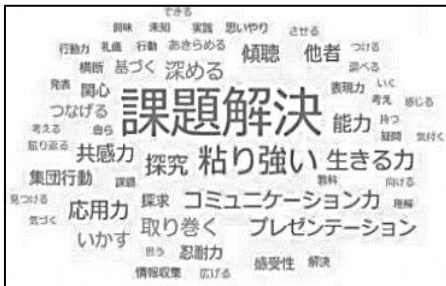 できる
興味 未知 実践 思いやり させる
行動力 礼儀 行動 あきらめる 傾聴 他者 つける
横断 基づく 深める 調べる
発表 関心 課題解決 表現力 いく
つなげる 能力 考え 感じる
考える 自ら 持つ
振り返る 共感力 探究 粘り強い 生きる力 疑問 気付く
集団行動 課題 教科 向ける
見つける 応用力 探求 コミュニケーション力 理解
気づく いかす 取り巻く プレゼンテーション
思う 忍耐力 感受性 解決
情報収集 広げる